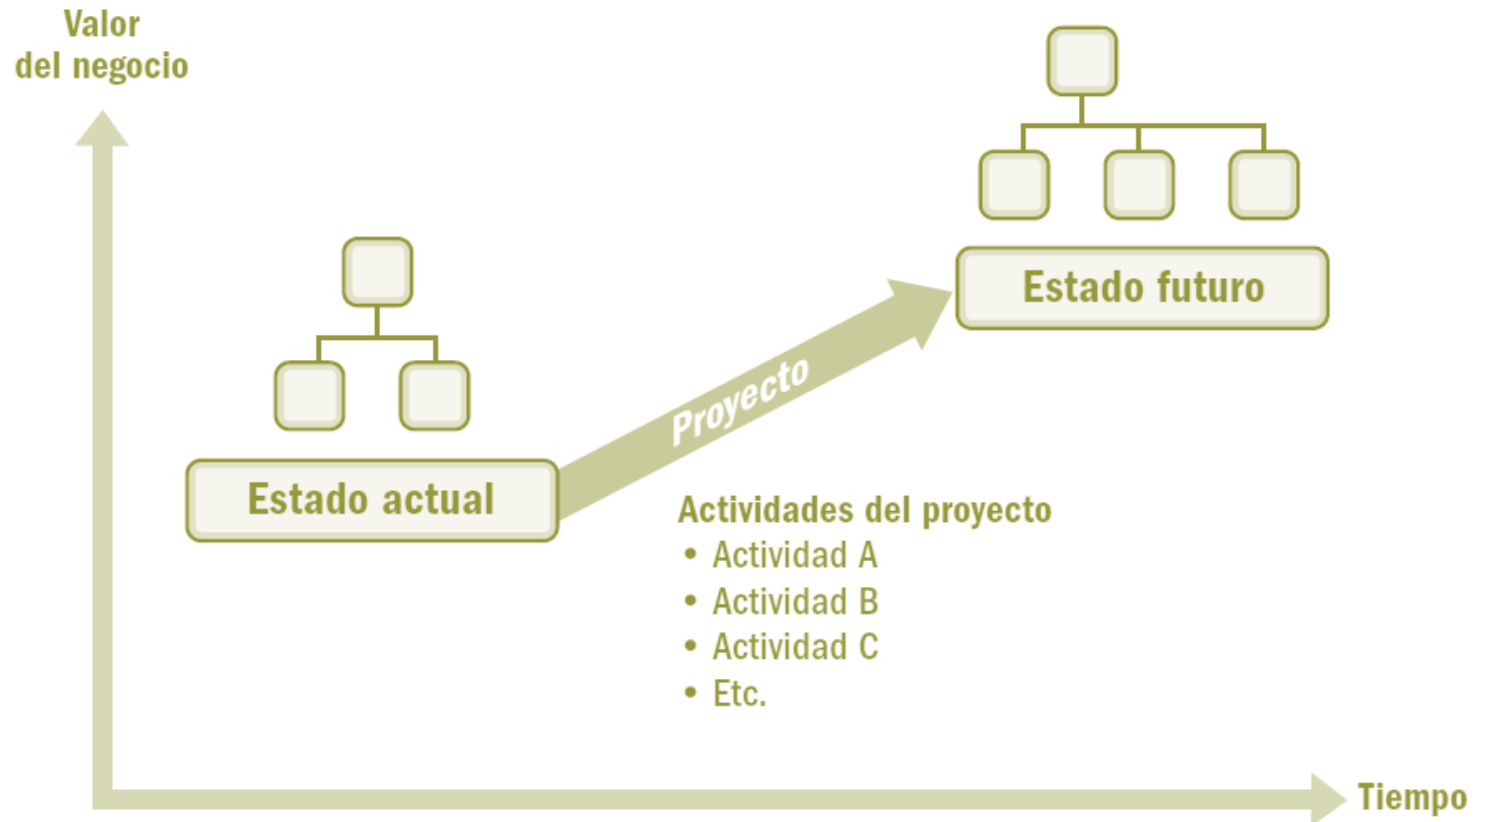 Valor
del negocio
Estado futuro
Proyecto
Estado actual
Actividades del proyecto
• Actividad A
• Actividad B
• Actividad C
• Etc.
Tiempo